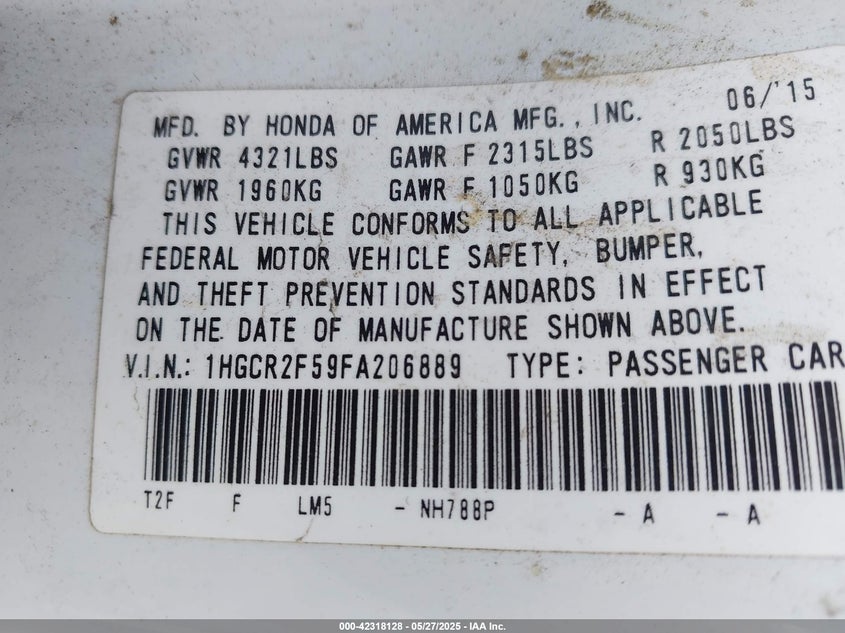 06/'15
MFD. BY HONDA OF AMERICA MFG., INC.
GVWR 4321LBS GAWR F 2315LBS R 2050LBS
GVWR 1960KG GAWR F 1050KG R 930KG
THIS VEHICLE CONFORMS TO ALL APPLICABLE
FEDERAL MOTOR VEHICLE SAFETY, BUMPER,
AND THEFT PREVENTION STANDARDS IN EFFECT
ON THE DATE OF MANUFACTURE SHOWN ABOVE.
V.I.N.: 1HGCR2F59FA206889 TYPE: PASSENGER CAR
T2F F LM5 - NH788P - A - A
000-42318128 - 05/27/2025 - IAA Inc.